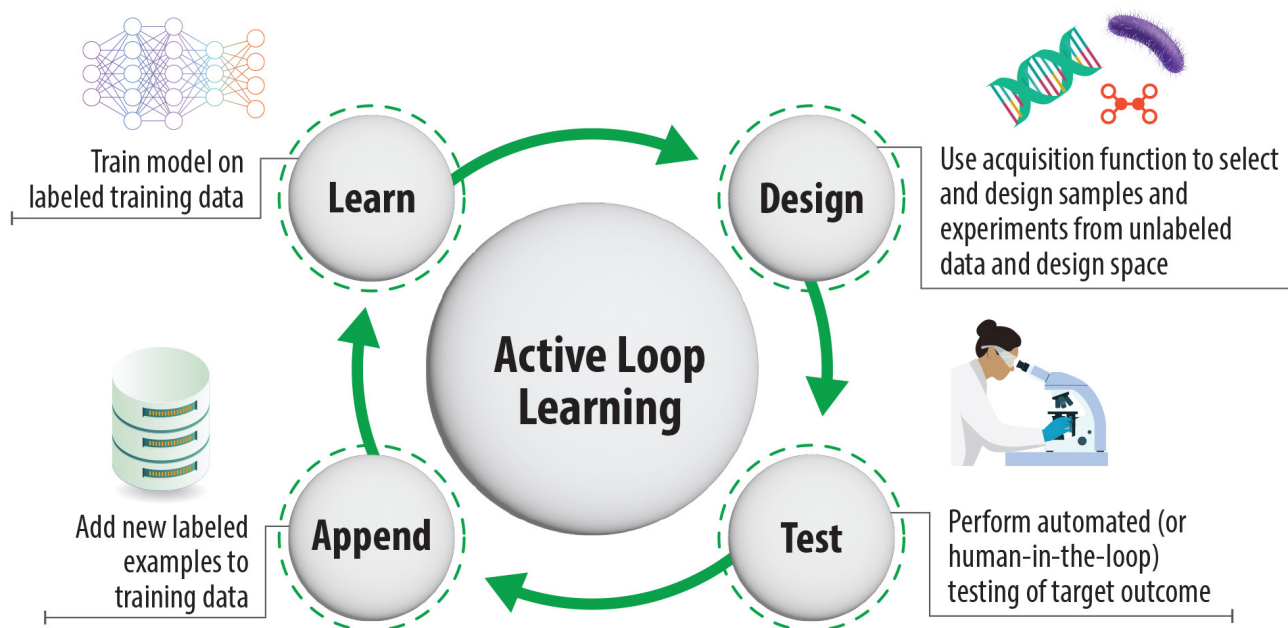 Learn
Train model on
labeled training data
Design
Use acquisition function to select
and design samples and
experiments from unlabeled
data and design space
Active Loop
Learning
Append
Add new labeled
examples to
training data
Test
Perform automated (or
human-in-the-loop)
testing of target outcome